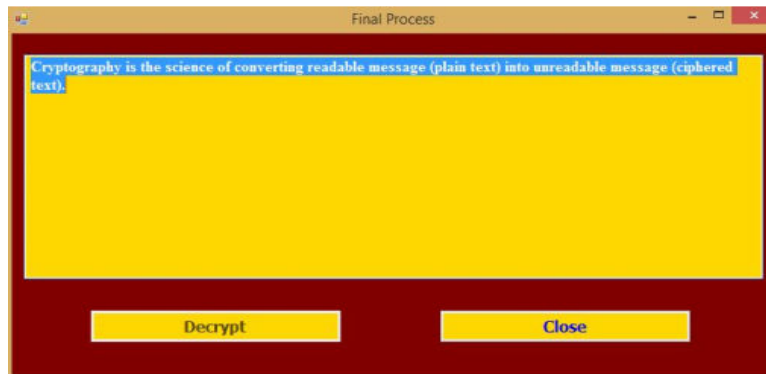 Final Process
Cryptography is the science of converting readable message (plain text) into unreadable message (ciphered
text).
Decrypt
Close